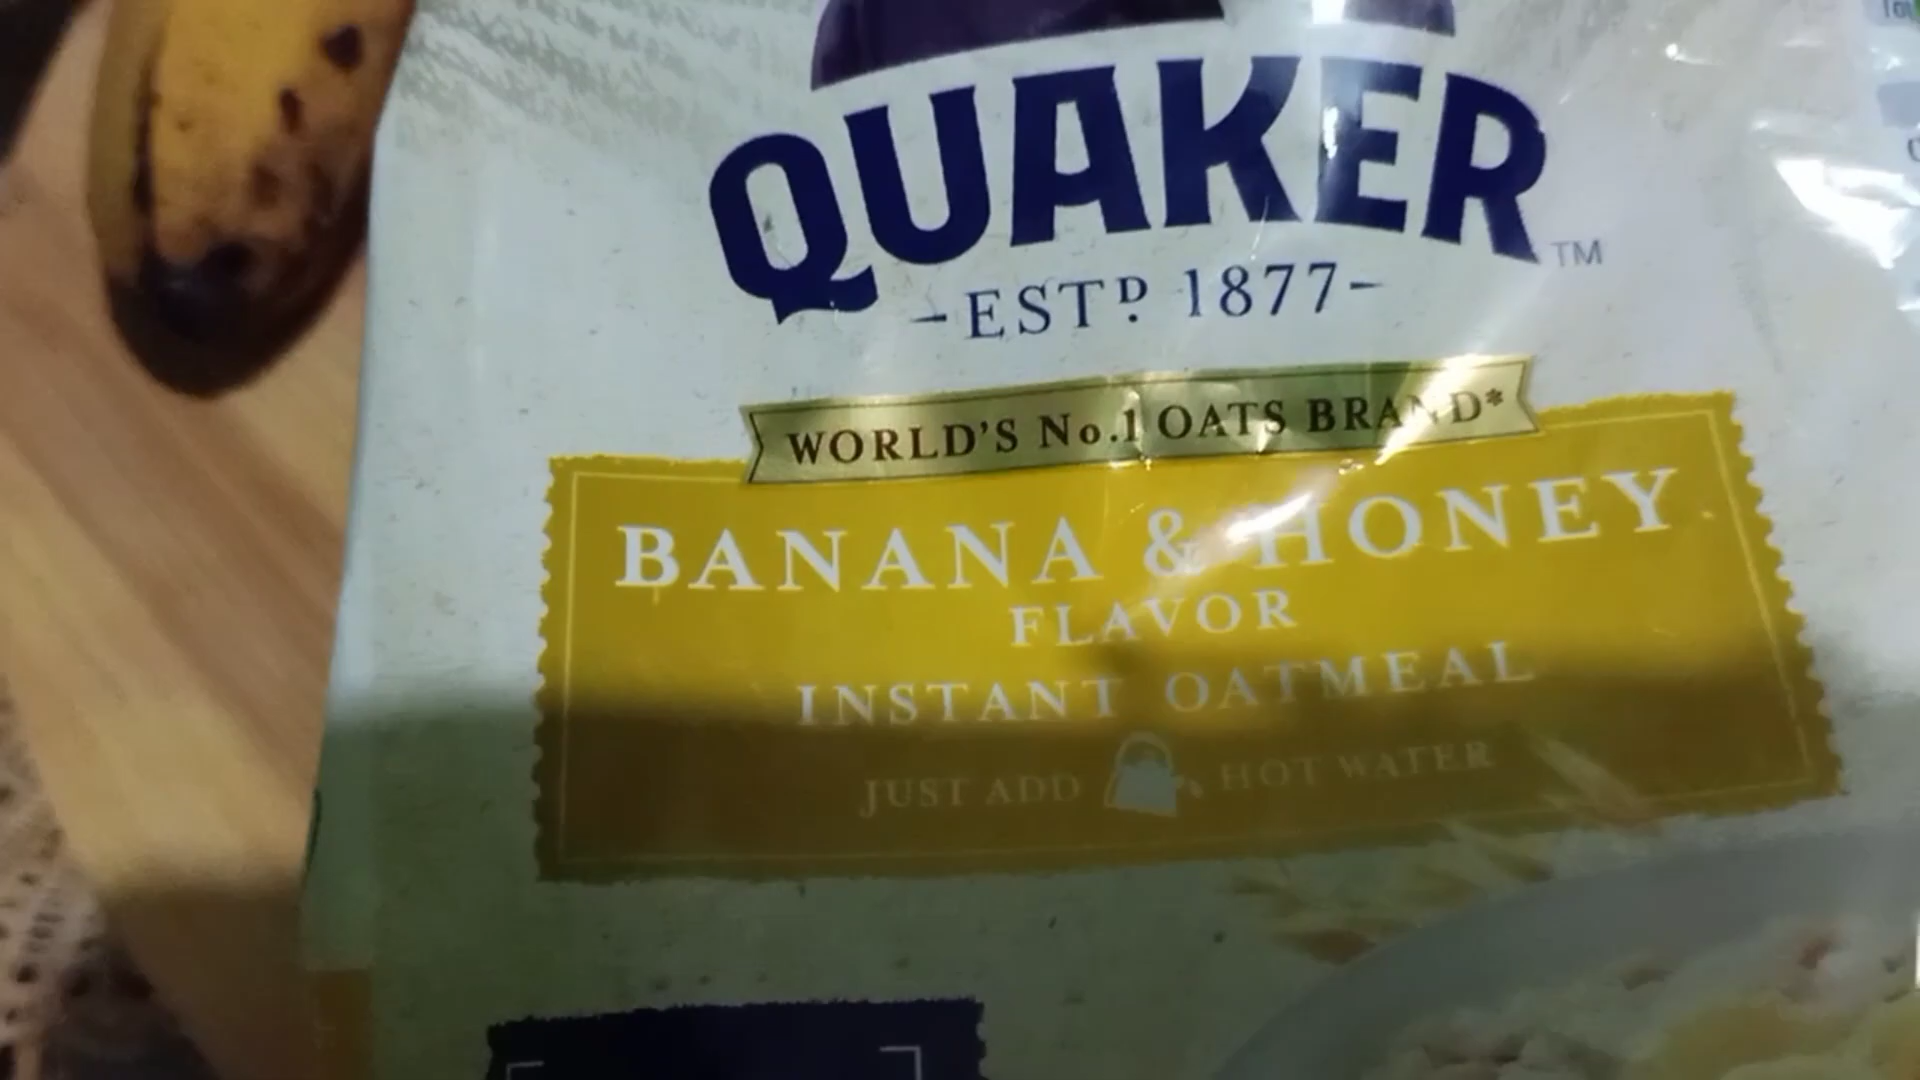 QUAKER TM
-ESTD. 1877-
WORLD'S No.1 OATS BRAND*
BANANA & HONEY
FLAVOR
INSTANT OATMEAL
JUST ADD HOT WATER